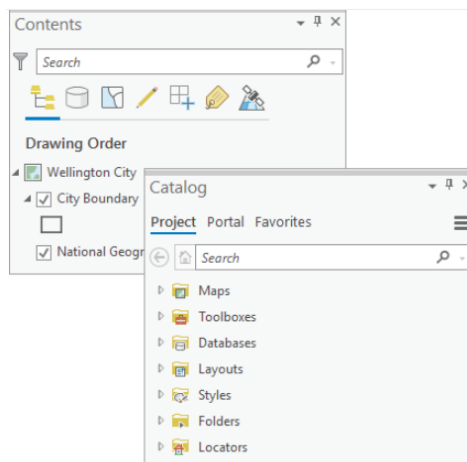 Contents
Search
Drawing Order
Wellington City
City Boundary
National Geogr
Catalog
Project Portal Favorites
Search
Maps
Toolboxes
Databases
Layouts
Styles
Folders
Locators